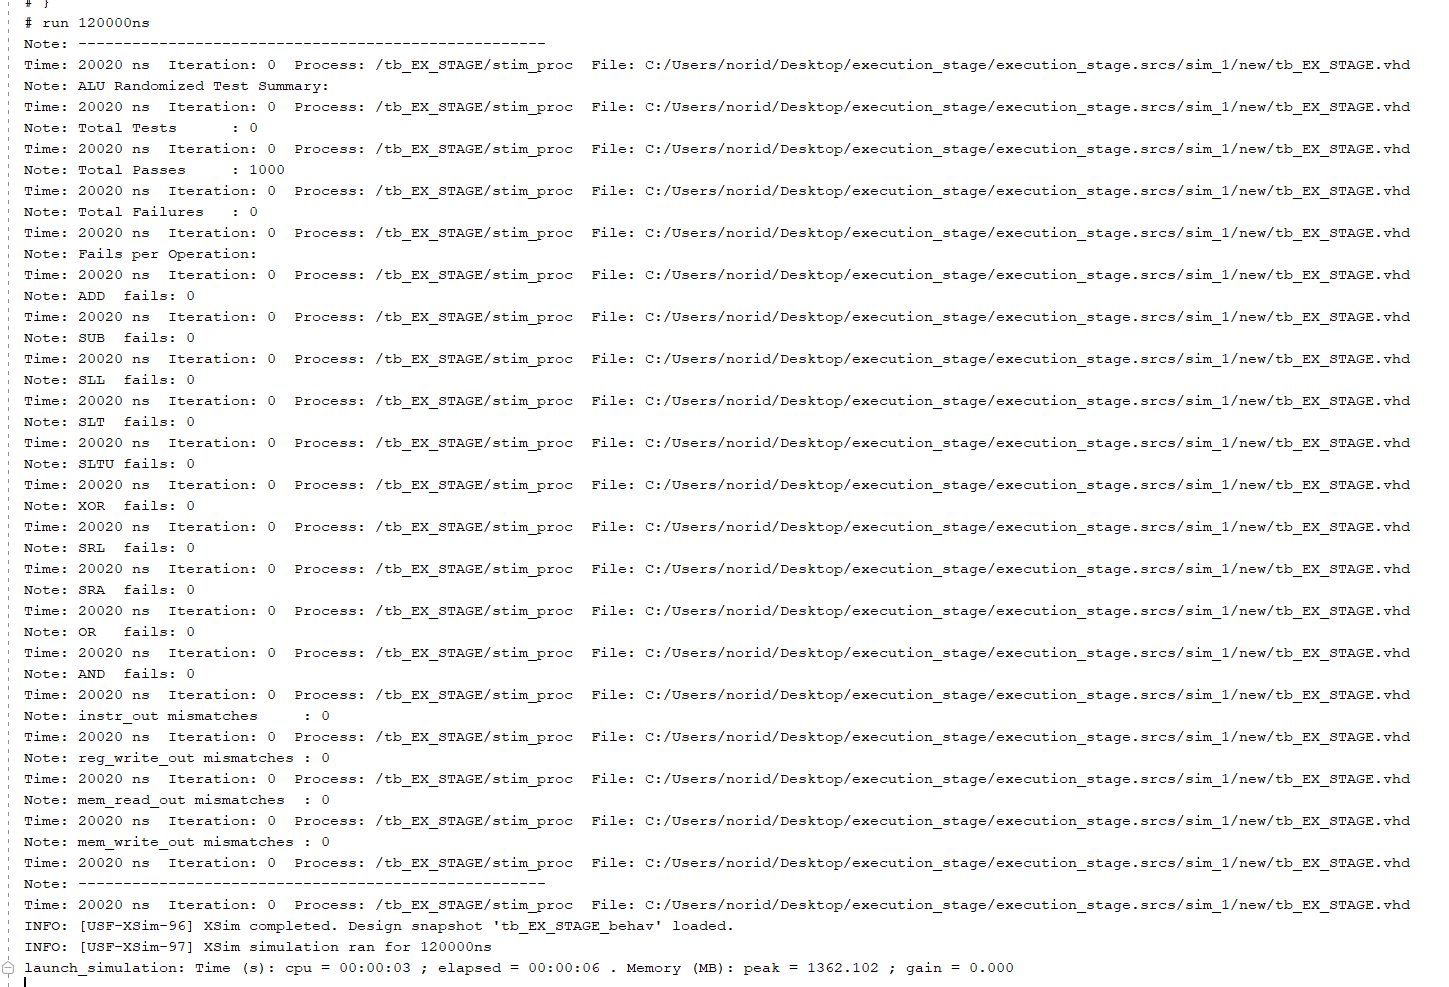 # }
# run 120000ns
Note: ----------------------------------------------------
Time: 20020 ns  Iteration: 0  Process: /tb_EX_STAGE/stim_proc  File: C:/Users/norid/Desktop/execution_stage/execution_stage.srcs/sim_1/new/tb_EX_STAGE.vhd
Note: ALU Randomized Test Summary:
Time: 20020 ns  Iteration: 0  Process: /tb_EX_STAGE/stim_proc  File: C:/Users/norid/Desktop/execution_stage/execution_stage.srcs/sim_1/new/tb_EX_STAGE.vhd
Note: Total Tests      : 0
Time: 20020 ns  Iteration: 0  Process: /tb_EX_STAGE/stim_proc  File: C:/Users/norid/Desktop/execution_stage/execution_stage.srcs/sim_1/new/tb_EX_STAGE.vhd
Note: Total Passes     : 1000
Time: 20020 ns  Iteration: 0  Process: /tb_EX_STAGE/stim_proc  File: C:/Users/norid/Desktop/execution_stage/execution_stage.srcs/sim_1/new/tb_EX_STAGE.vhd
Note: Total Failures   : 0
Time: 20020 ns  Iteration: 0  Process: /tb_EX_STAGE/stim_proc  File: C:/Users/norid/Desktop/execution_stage/execution_stage.srcs/sim_1/new/tb_EX_STAGE.vhd
Note: Fails per Operation:
Time: 20020 ns  Iteration: 0  Process: /tb_EX_STAGE/stim_proc  File: C:/Users/norid/Desktop/execution_stage/execution_stage.srcs/sim_1/new/tb_EX_STAGE.vhd
Note: ADD  fails: 0
Time: 20020 ns  Iteration: 0  Process: /tb_EX_STAGE/stim_proc  File: C:/Users/norid/Desktop/execution_stage/execution_stage.srcs/sim_1/new/tb_EX_STAGE.vhd
Note: SUB  fails: 0
Time: 20020 ns  Iteration: 0  Process: /tb_EX_STAGE/stim_proc  File: C:/Users/norid/Desktop/execution_stage/execution_stage.srcs/sim_1/new/tb_EX_STAGE.vhd
Note: SLL  fails: 0
Time: 20020 ns  Iteration: 0  Process: /tb_EX_STAGE/stim_proc  File: C:/Users/norid/Desktop/execution_stage/execution_stage.srcs/sim_1/new/tb_EX_STAGE.vhd
Note: SLT  fails: 0
Time: 20020 ns  Iteration: 0  Process: /tb_EX_STAGE/stim_proc  File: C:/Users/norid/Desktop/execution_stage/execution_stage.srcs/sim_1/new/tb_EX_STAGE.vhd
Note: SLTU fails: 0
Time: 20020 ns  Iteration: 0  Process: /tb_EX_STAGE/stim_proc  File: C:/Users/norid/Desktop/execution_stage/execution_stage.srcs/sim_1/new/tb_EX_STAGE.vhd
Note: XOR  fails: 0
Time: 20020 ns  Iteration: 0  Process: /tb_EX_STAGE/stim_proc  File: C:/Users/norid/Desktop/execution_stage/execution_stage.srcs/sim_1/new/tb_EX_STAGE.vhd
Note: SRL  fails: 0
Time: 20020 ns  Iteration: 0  Process: /tb_EX_STAGE/stim_proc  File: C:/Users/norid/Desktop/execution_stage/execution_stage.srcs/sim_1/new/tb_EX_STAGE.vhd
Note: SRA  fails: 0
Time: 20020 ns  Iteration: 0  Process: /tb_EX_STAGE/stim_proc  File: C:/Users/norid/Desktop/execution_stage/execution_stage.srcs/sim_1/new/tb_EX_STAGE.vhd
Note: OR   fails: 0
Time: 20020 ns  Iteration: 0  Process: /tb_EX_STAGE/stim_proc  File: C:/Users/norid/Desktop/execution_stage/execution_stage.srcs/sim_1/new/tb_EX_STAGE.vhd
Note: AND  fails: 0
Time: 20020 ns  Iteration: 0  Process: /tb_EX_STAGE/stim_proc  File: C:/Users/norid/Desktop/execution_stage/execution_stage.srcs/sim_1/new/tb_EX_STAGE.vhd
Note: instr_out mismatches     : 0
Time: 20020 ns  Iteration: 0  Process: /tb_EX_STAGE/stim_proc  File: C:/Users/norid/Desktop/execution_stage/execution_stage.srcs/sim_1/new/tb_EX_STAGE.vhd
Note: reg_write_out mismatches : 0
Time: 20020 ns  Iteration: 0  Process: /tb_EX_STAGE/stim_proc  File: C:/Users/norid/Desktop/execution_stage/execution_stage.srcs/sim_1/new/tb_EX_STAGE.vhd
Note: mem_read_out mismatches  : 0
Time: 20020 ns  Iteration: 0  Process: /tb_EX_STAGE/stim_proc  File: C:/Users/norid/Desktop/execution_stage/execution_stage.srcs/sim_1/new/tb_EX_STAGE.vhd
Note: mem_write_out mismatches : 0
Time: 20020 ns  Iteration: 0  Process: /tb_EX_STAGE/stim_proc  File: C:/Users/norid/Desktop/execution_stage/execution_stage.srcs/sim_1/new/tb_EX_STAGE.vhd
Note: ----------------------------------------------------
Time: 20020 ns  Iteration: 0  Process: /tb_EX_STAGE/stim_proc  File: C:/Users/norid/Desktop/execution_stage/execution_stage.srcs/sim_1/new/tb_EX_STAGE.vhd
INFO: [USF-XSim-96] XSim completed. Design snapshot 'tb_EX_STAGE_behav' loaded.
INFO: [USF-XSim-97] XSim simulation ran for 120000ns
launch_simulation: Time (s): cpu = 00:00:03 ; elapsed = 00:00:06 . Memory (MB): peak = 1362.102 ; gain = 0.000